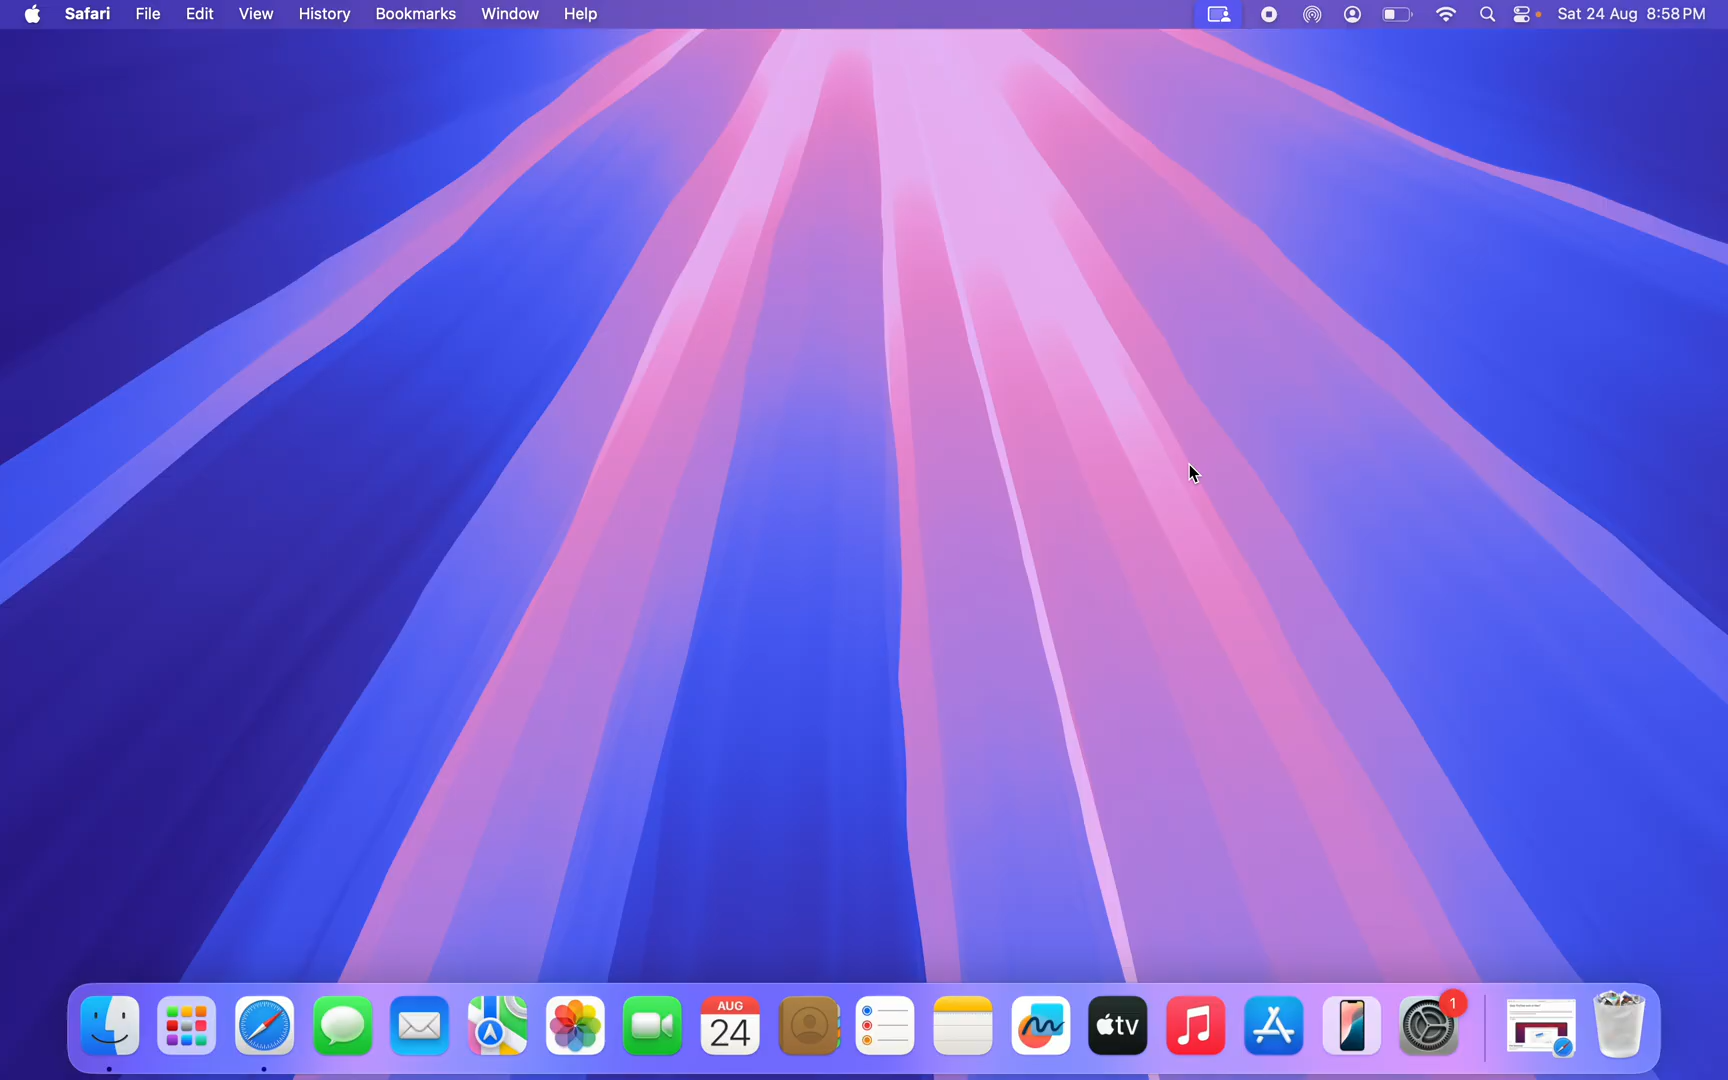 Safari File Edit View History Bookmarks Window Help Sat 24 Aug 8:58 PM
AUG
24
tv
1